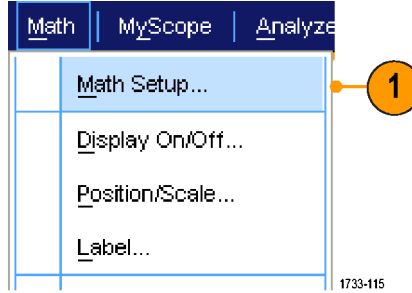 Math | MyScope | Analyze
Math Setup...
1
Display On/Off...
Position/Scale...
Label...
1733-115